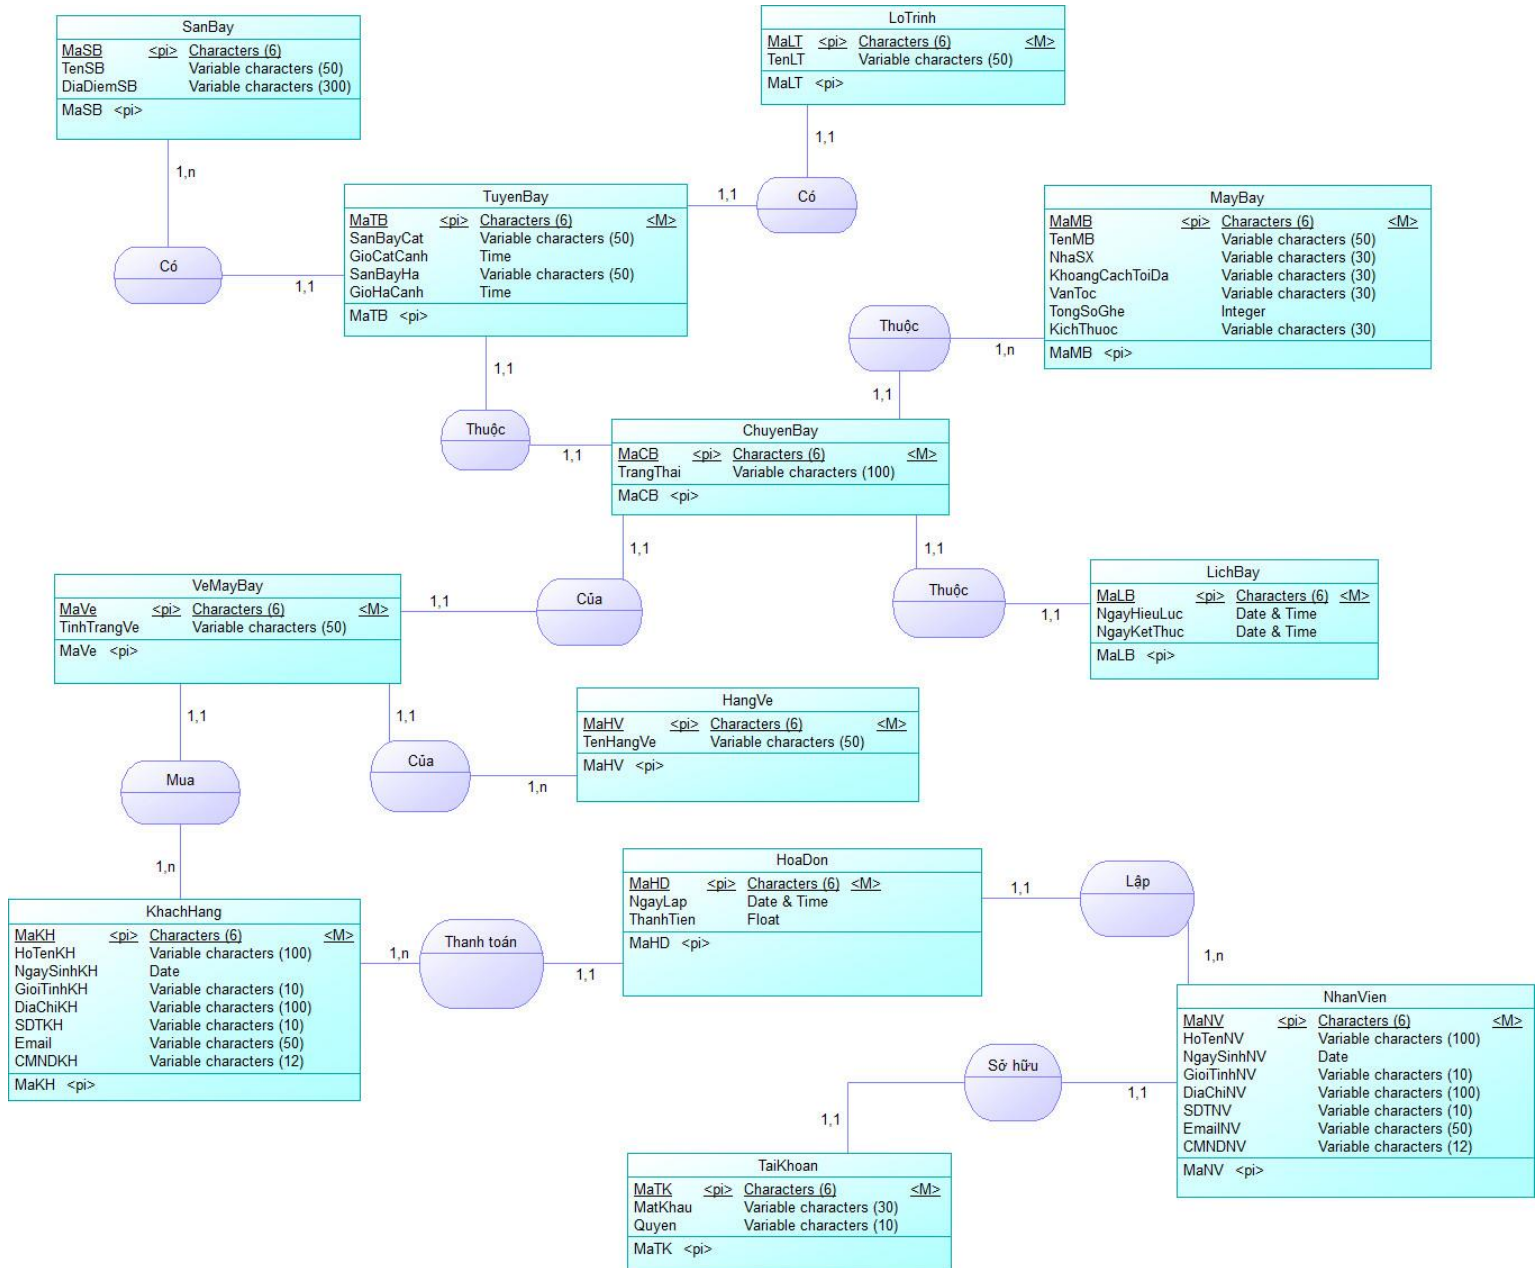 SanBay
MaSB <pi> Characters (6)
TenSB Variable characters (50)
DiaDiemSB Variable characters (300)
MaSB <pi>
LoTrinh
MaLT <pi> Characters (6) <M>
TenLT Variable characters (50)
MaLT <pi>
1,n
1,1
Có
1,1
Có
1,1
TuyenBay
MaTB <pi> Characters (6) <M>
SanBayCat Variable characters (50)
GioCatCanh Time
SanBayHa Variable characters (50)
GioHaCanh Time
MaTB <pi>
MayBay
MaMB <pi> Characters (6) <M>
TenMB Variable characters (50)
NhaSX Variable characters (30)
KhoangCachToiDa Variable characters (30)
VanToc Variable characters (30)
TongSoGhe Integer
KichThuoc Variable characters (30)
MaMB <pi>
Thuộc
1,n
1,1
1,1
Thuộc
1,1
ChuyenBay
MaCB <pi> Characters (6) <M>
TrangThai Variable characters (100)
MaCB <pi>
1,1
1,1
Của
1,1
Thuộc
1,1
VeMayBay
MaVe <pi> Characters (6) <M>
TinhTrangVe Variable characters (50)
MaVe <pi>
LichBay
MaLB <pi> Characters (6) <M>
NgayHieuLuc Date & Time
NgayKetThuc Date & Time
MaLB <pi>
1,1
1,1
Mua
Của
1,n
HangVe
MaHV <pi> Characters (6) <M>
TenHangVe Variable characters (50)
MaHV <pi>
1,n
KhachHang
MaKH <pi> Characters (6) <M>
HoTenKH Variable characters (100)
NgaySinhKH Date
GioiTinhKH Variable characters (10)
DiaChiKH Variable characters (100)
SDTKH Variable characters (10)
Email Variable characters (50)
CMNDKH Variable characters (12)
MaKH <pi>
1,n
Thanh toán
1,1
HoaDon
MaHD <pi> Characters (6) <M>
NgayLap Date & Time
ThanhTien Float
MaHD <pi>
1,1
Lập
1,n
NhanVien
MaNV <pi> Characters (6) <M>
HoTenNV Variable characters (100)
NgaySinhNV Date
GioiTinhNV Variable characters (10)
DiaChiNV Variable characters (100)
SDTNV Variable characters (10)
EmailNV Variable characters (50)
CMNDNV Variable characters (12)
MaNV <pi>
Sở hữu
1,1
1,1
TaiKhoan
MaTK <pi> Characters (6) <M>
MatKhau Variable characters (30)
Quyen Variable characters (10)
MaTK <pi>